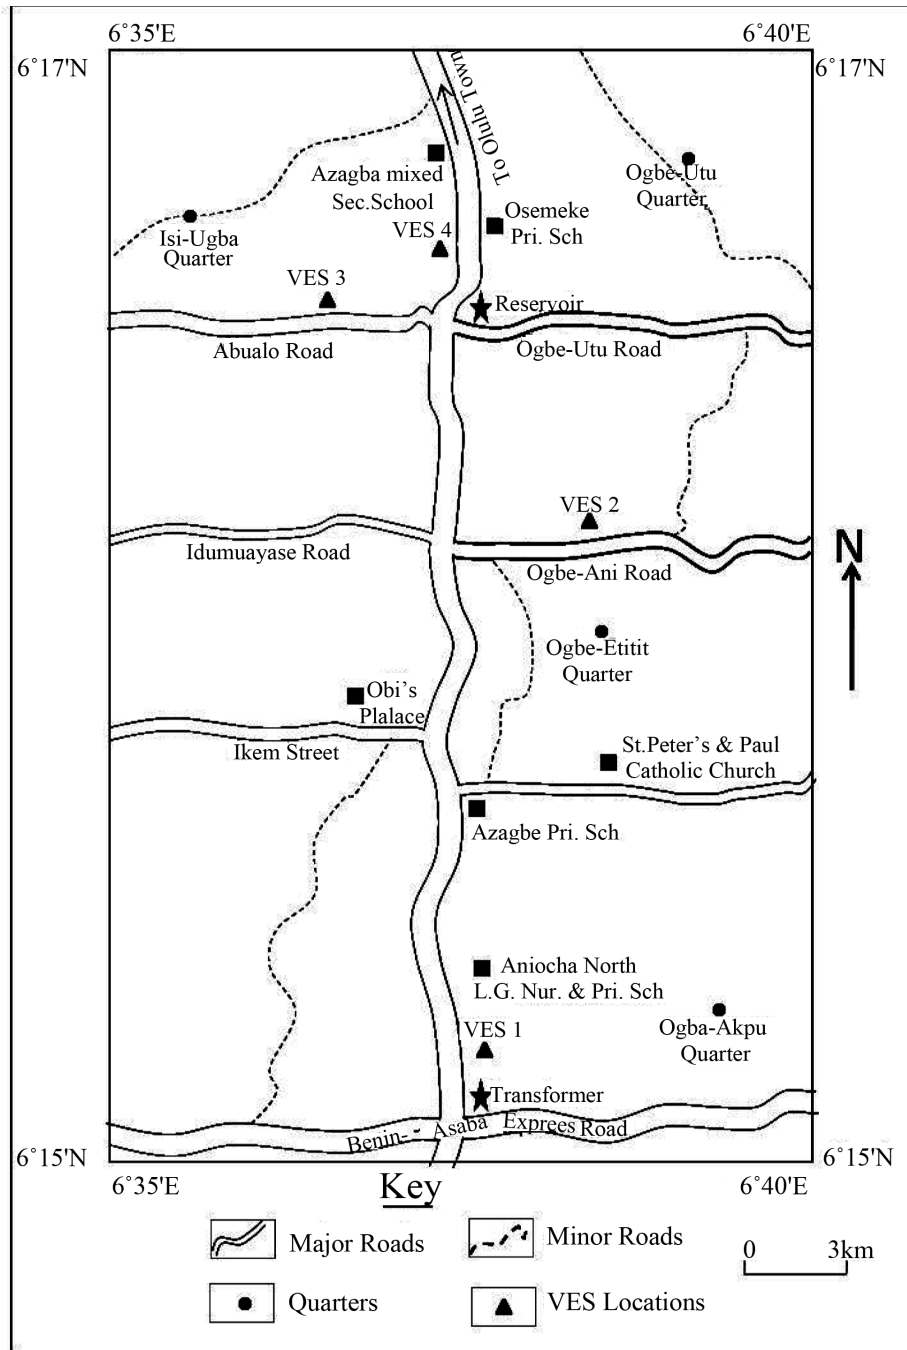 6°35'E
6°40'E
6°17'N
6°17'N
To Olulu Town
Azagba mixed
Sec.School
Ogbe-Utu
Quarter
Osemeke
Pri. Sch
Isi-Ugba
Quarter
VES 4
VES 3
Reservoir
Abualo Road
Ogbe-Utu Road
VES 2
Idumuayase Road
Ogbe-Ani Road
N
Ogbe-Etitit
Quarter
Obi's
Plalace
Ikem Street
St.Peter's & Paul
Catholic Church
Azagbe Pri. Sch
Aniocha North
L.G. Nur. & Pri. Sch
VES 1
Ogba-Akpu
Quarter
Transformer
Benin- Asaba Exprees Road
6°15'N
6°15'N
6°35'E
6°40'E
Key
Major Roads
Minor Roads
0 3km
Quarters
VES Locations